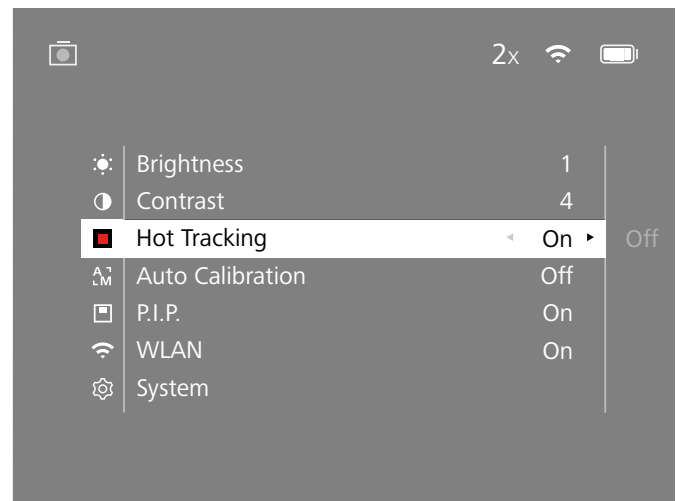 2x
Brightness 1
Contrast 4
Hot Tracking On Off
Auto Calibration Off
P.I.P. On
WLAN On
System